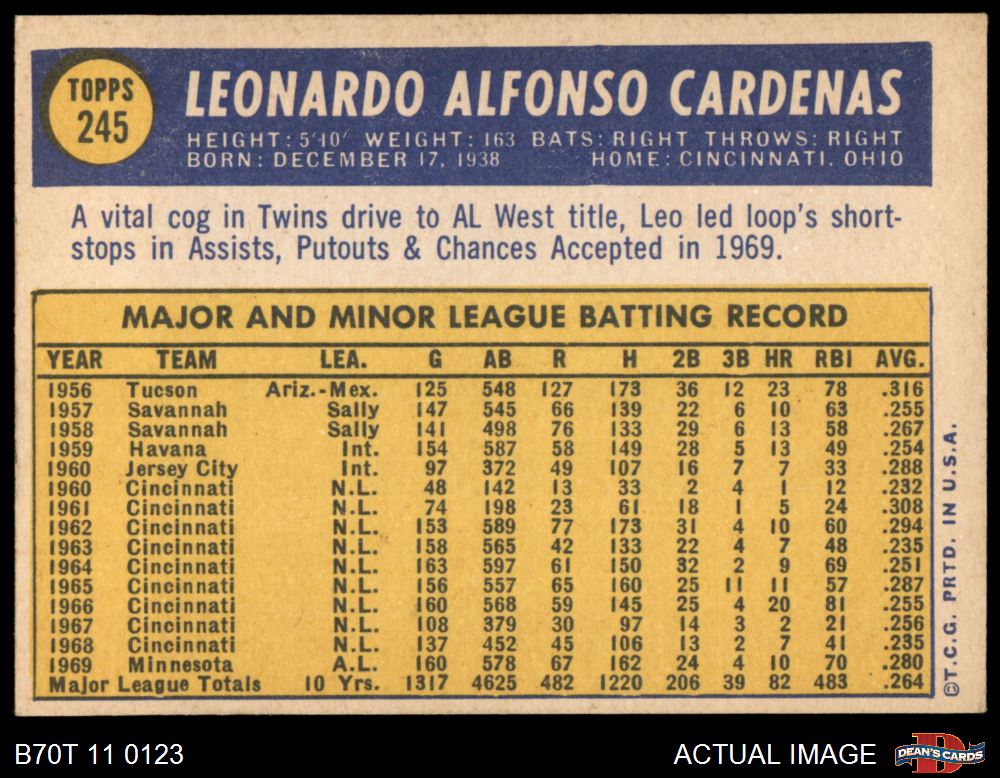 TOPPS
245
LEONARDO ALFONSO CARDENAS
HEIGHT: 5'10' WEIGHT: 163 BATS: RIGHT THROWS: RIGHT
BORN: DECEMBER 17, 1938 HOME: CINCINNATI, OHIO
A vital cog in Twins drive to AL West title, Leo led loop's short-
stops in Assists, Putouts & Chances Accepted in 1969.
MAJOR AND MINOR LEAGUE BATTING RECORD
YEAR TEAM LEA. G AB R H 2B 3B HR RBI AVG.
1956 Tucson Ariz.-Mex. 125 548 127 173 36 12 23 78 .316
1957 Savannah Sally 147 545 66 139 22 6 10 63 .255
1958 Savannah Sally 141 498 76 133 29 6 13 58 .267
1959 Havana Int. 154 587 58 149 28 5 13 49 .254
1960 Jersey City Int. 97 372 49 107 16 7 7 33 .288
1960 Cincinnati N.L. 48 142 13 33 2 4 1 12 .232
1961 Cincinnati N.L. 74 198 23 61 18 1 5 24 .308
1962 Cincinnati N.L. 153 589 77 173 31 4 10 60 .294
1963 Cincinnati N.L. 158 565 42 133 22 4 7 48 .235
1964 Cincinnati N.L. 163 597 61 150 32 2 9 69 .251
1965 Cincinnati N.L. 156 557 65 160 25 11 11 57 .287
1966 Cincinnati N.L. 160 568 59 145 25 4 20 81 .255
1967 Cincinnati N.L. 108 379 30 97 14 3 2 21 .256
1968 Cincinnati N.L. 137 452 45 106 13 2 7 41 .235
1969 Minnesota A.L. 160 578 67 162 24 4 10 70 .280
Major League Totals 10 Yrs. 1317 4625 482 1220 206 39 82 483 .264
©T.C.G. PRTD. IN U.S.A.
B70T 11 0123
ACTUAL IMAGE
DEAN'S CARDS